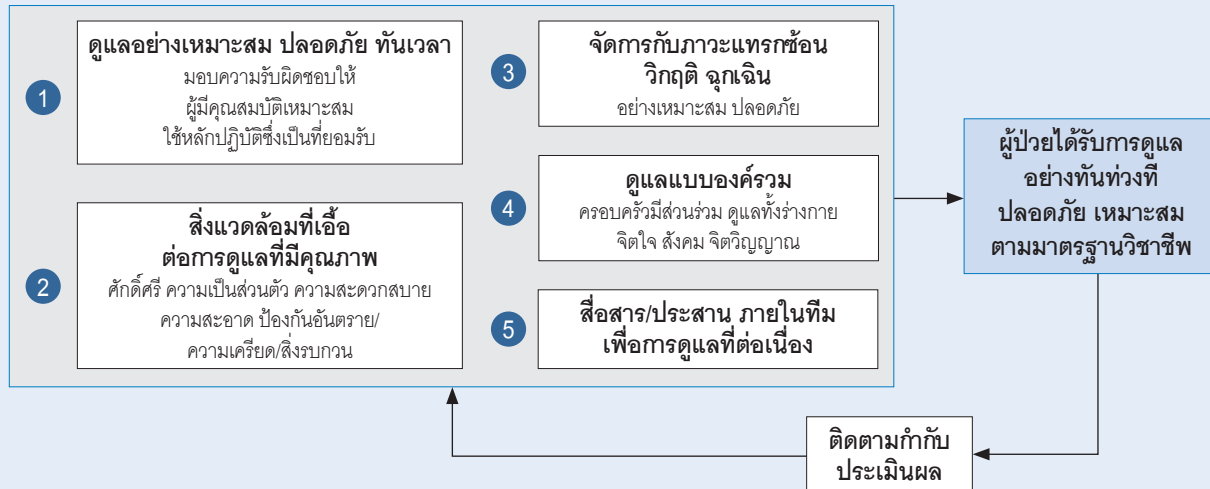 1
ดูแลอย่างเหมาะสม ปลอดภัย ทันเวลา
มอบความรับผิดชอบให้
ผู้มีคุณสมบัติเหมาะสม
ใช้หลักปฏิบัติซึ่งเป็นที่ยอมรับ
2
สิ่งแวดล้อมที่เอื้อ
ต่อการดูแลที่มีคุณภาพ
ศักดิ์ศรี ความเป็นส่วนตัว ความสะดวกสบาย
ความสะอาด ป้องกันอันตราย/
ความเครียด/สิ่งรบกวน
3
จัดการกับภาวะแทรกซ้อน
วิกฤติ ฉุกเฉิน
อย่างเหมาะสม ปลอดภัย
4
ดูแลแบบองค์รวม
ครอบครัวมีส่วนร่วม ดูแลทั้งร่างกาย
จิตใจ สังคม จิตวิญญาณ
5
สื่อสาร/ประสาน ภายในทีม
เพื่อการดูแลที่ต่อเนื่อง
ผู้ป่วยได้รับการดูแล
อย่างทันท่วงที
ปลอดภัย เหมาะสม
ตามมาตรฐานวิชาชีพ
ติดตามกำกับ
ประเมินผล